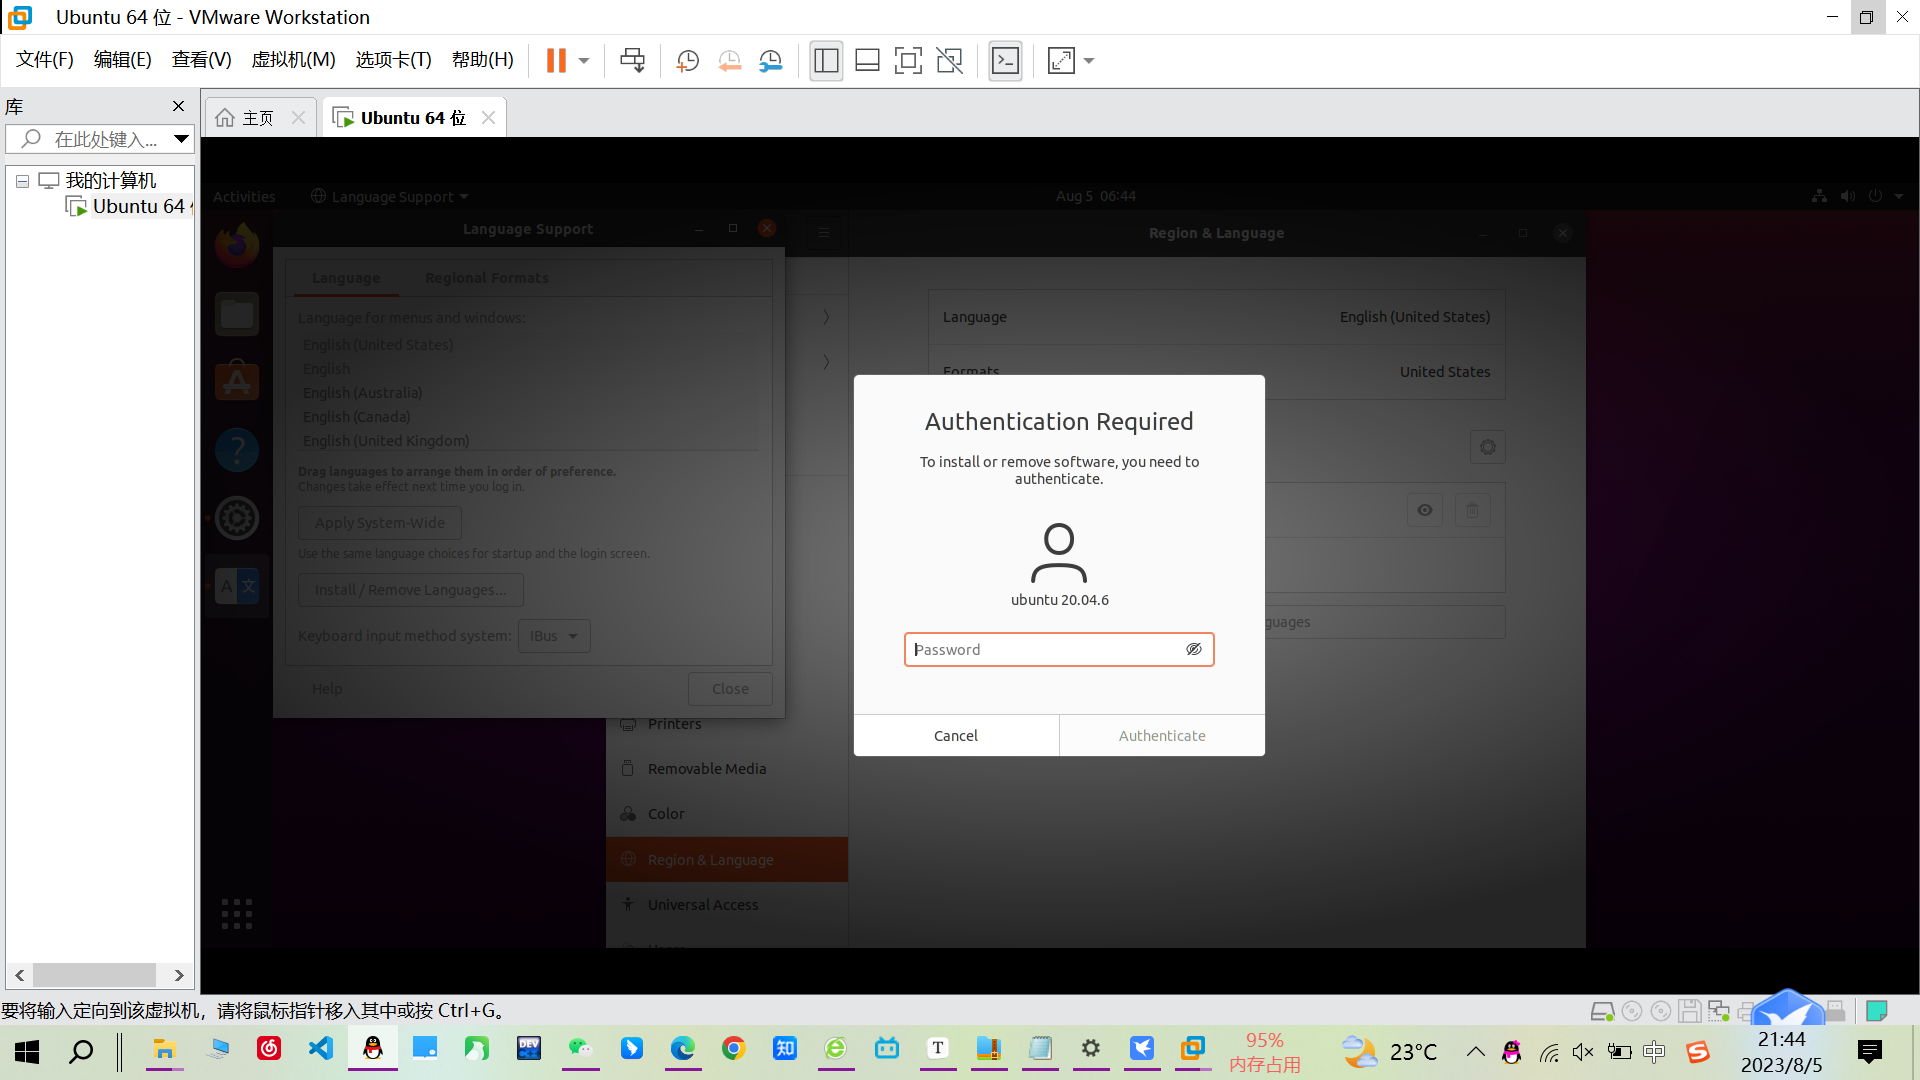 Ubuntu 64 位 - VMware Workstation
文件(F) 编辑(E) 查看(V) 虚拟机(M) 选项卡(T) 帮助(H)
库
在此处键入...
我的计算机
Ubuntu 64
主页
Ubuntu 64 位
Activities
Language Support
Aug 5 06:44
Language Support
Language
Regional Formats
Language for menus and windows:
English (United States)
English
English (Australia)
English (Canada)
English (United Kingdom)
Drag languages to arrange them in order of preference.
Changes take effect next time you log in.
Apply System-Wide
Use the same language choices for startup and the login screen.
Install / Remove Languages...
Keyboard input method system: IBus
Help
Close
Printers
Removable Media
Color
Region & Language
Universal Access
Region & Language
Language
English (United States)
Formats
United States
guages
Authentication Required
To install or remove software, you need to
authenticate.
ubuntu 20.04.6
Password
Cancel
Authenticate
要将输入定向到该虚拟机，请将鼠标指针移入其中或按 Ctrl+G。
DEV
知
T
95%
内存占用
23°C
中
S
21:44
2023/8/5